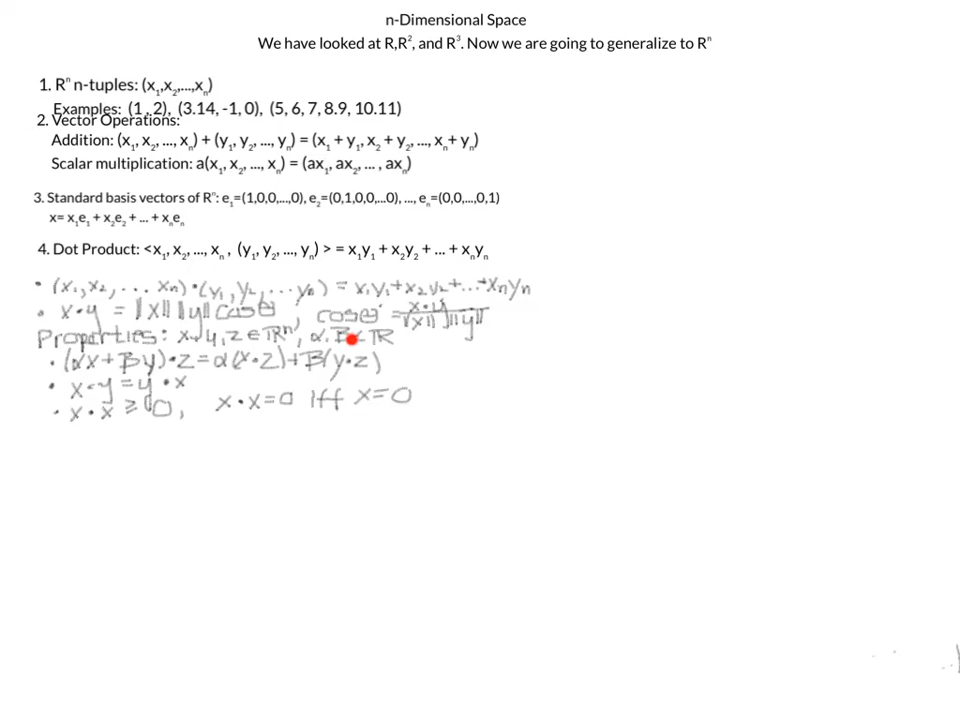 n-Dimensional Space
We have looked at R,R², and R³. Now we are going to generalize to Rⁿ
1. Rⁿ n-tuples: (x₁,x₂,...,xₙ)
Examples: (1, 2), (3.14, -1, 0), (5, 6, 7, 8.9, 10.11)
2. Vector Operations:
Addition: (x₁, x₂, ..., xₙ) + (y₁, y₂, ..., yₙ) = (x₁ + y₁, x₂ + y₂, ..., xₙ+ yₙ)
Scalar multiplication: a(x₁, x₂, ..., xₙ) = (ax₁, ax₂, ... , axₙ)
3. Standard basis vectors of Rⁿ: e₁=(1,0,0,...,0), e₂=(0,1,0,0,...0), ..., eₙ=(0,0,...,0,1)
x= x₁e₁ + x₂e₂ + ... + xₙeₙ
4. Dot Product: <x₁, x₂, ..., xₙ , (y₁, y₂, ..., yₙ) > = x₁y₁ + x₂y₂ + ... + xₙyₙ
• (x₁, x₂, ... xₙ) • (y₁, y₂, ... yₙ) = x₁y₁+x₂y₂+...+xₙyₙ
• x•y = ||x|| ||y|| cosθ, cosθ = x•y / ||x|| ||y||
Properties: x, y, z ∈ ℝⁿ, α, β ∈ ℝ
• (αx+βy)•z = α(x•z)+β(y•z)
• x•y = y•x
• x•x ≥ 0, x•x=0 iff x=0